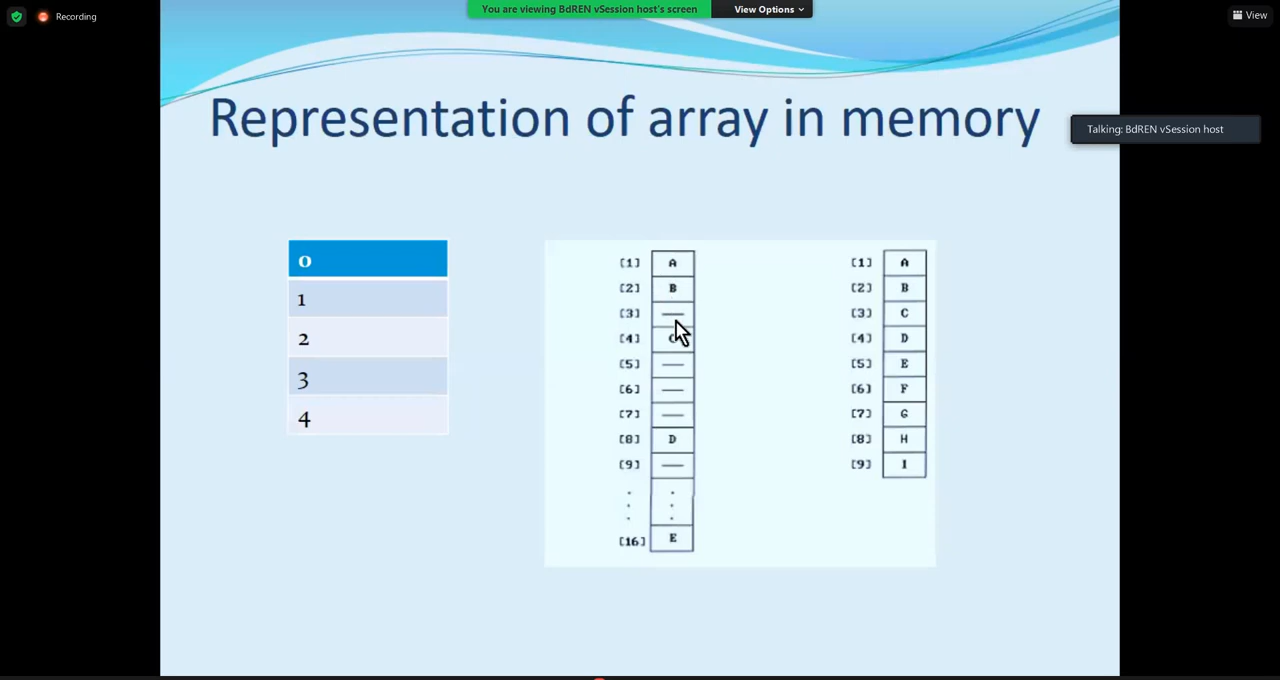 Recording
You are viewing BdREN vSession host's screen
View Options
View
Talking: BdREN vSession host
Representation of array in memory
0
1
2
3
4
[1] A
[2] B
[3] —
[4] C
[5] —
[6] —
[7] —
[8] D
[9] —
. .
. .
. .
[16] E
[1] A
[2] B
[3] C
[4] D
[5] E
[6] F
[7] G
[8] H
[9] I